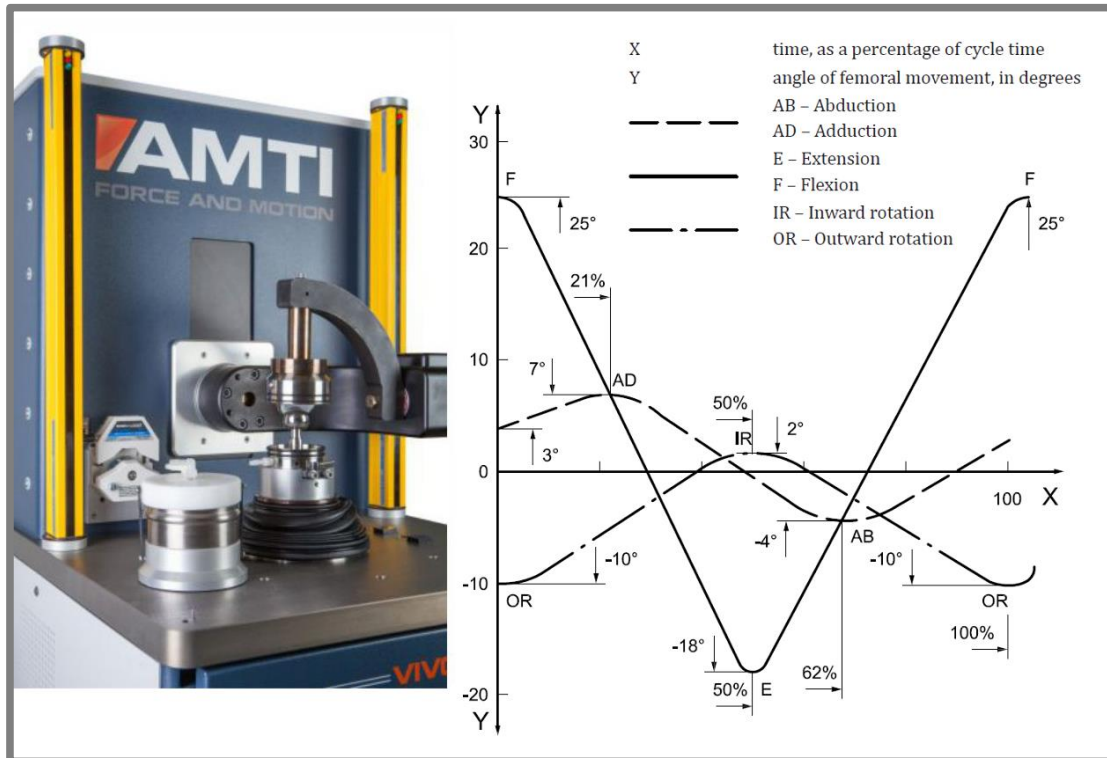 AMTI
FORCE AND MOTION
VIVO
X time, as a percentage of cycle time
Y angle of femoral movement, in degrees
AB – Abduction
AD – Adduction
E – Extension
F – Flexion
IR – Inward rotation
OR – Outward rotation
Y
30
F
F
25°
25°
20
21%
10
7°
AD
50%
2°
IR
3°
0
100
X
-4°
AB
-10°
-10°
-10
OR
OR
100%
-18°
62%
50%
E
-20
Y